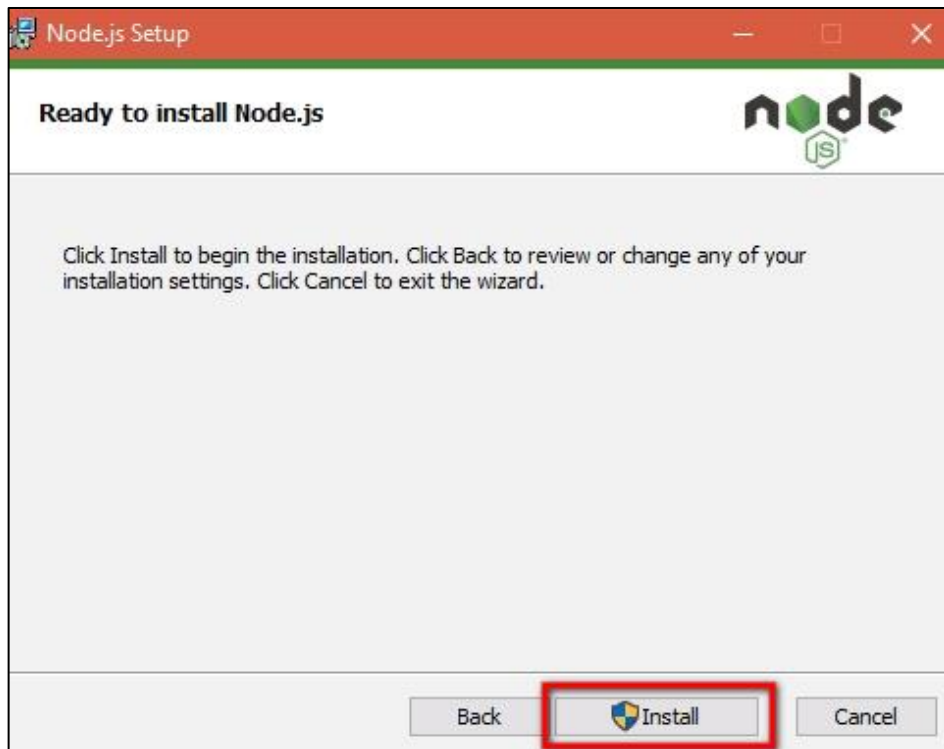 Node.js Setup
Ready to install Node.js
node
JS
Click Install to begin the installation. Click Back to review or change any of your
installation settings. Click Cancel to exit the wizard.
Back Install Cancel